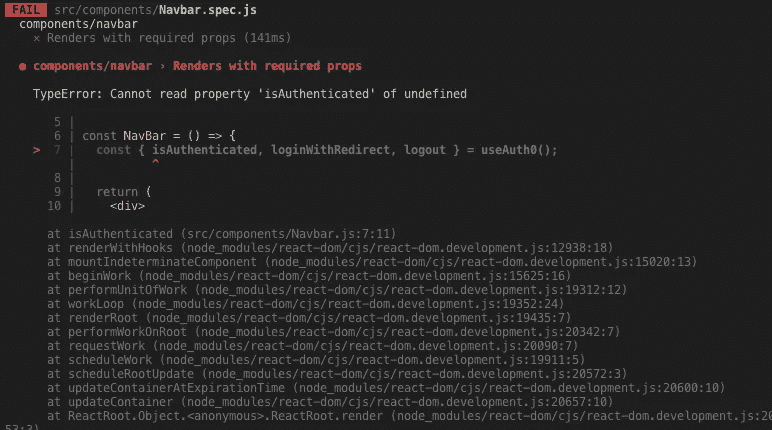 FAIL src/components/Navbar.spec.js
components/navbar
✕ Renders with required props (141ms)
● components/navbar › Renders with required props
TypeError: Cannot read property 'isAuthenticated' of undefined
5 |
6 | const NavBar = () => {
> 7 | const { isAuthenticated, loginWithRedirect, logout } = useAuth0();
| ^
8 |
9 | return (
10 | <div>
at isAuthenticated (src/components/Navbar.js:7:11)
at renderWithHooks (node_modules/react-dom/cjs/react-dom.development.js:12938:18)
at mountIndeterminateComponent (node_modules/react-dom/cjs/react-dom.development.js:15020:13)
at beginWork (node_modules/react-dom/cjs/react-dom.development.js:15625:16)
at performUnitOfWork (node_modules/react-dom/cjs/react-dom.development.js:19312:12)
at workLoop (node_modules/react-dom/cjs/react-dom.development.js:19352:24)
at renderRoot (node_modules/react-dom/cjs/react-dom.development.js:19435:7)
at performWorkOnRoot (node_modules/react-dom/cjs/react-dom.development.js:20342:7)
at requestWork (node_modules/react-dom/cjs/react-dom.development.js:20090:7)
at scheduleWork (node_modules/react-dom/cjs/react-dom.development.js:19911:5)
at scheduleRootUpdate (node_modules/react-dom/cjs/react-dom.development.js:20572:3)
at updateContainerAtExpirationTime (node_modules/react-dom/cjs/react-dom.development.js:20600:10)
at updateContainer (node_modules/react-dom/cjs/react-dom.development.js:20657:10)
at ReactRoot.Object.<anonymous>.ReactRoot.render (node_modules/react-dom/cjs/react-dom.development.js:20
53:3)